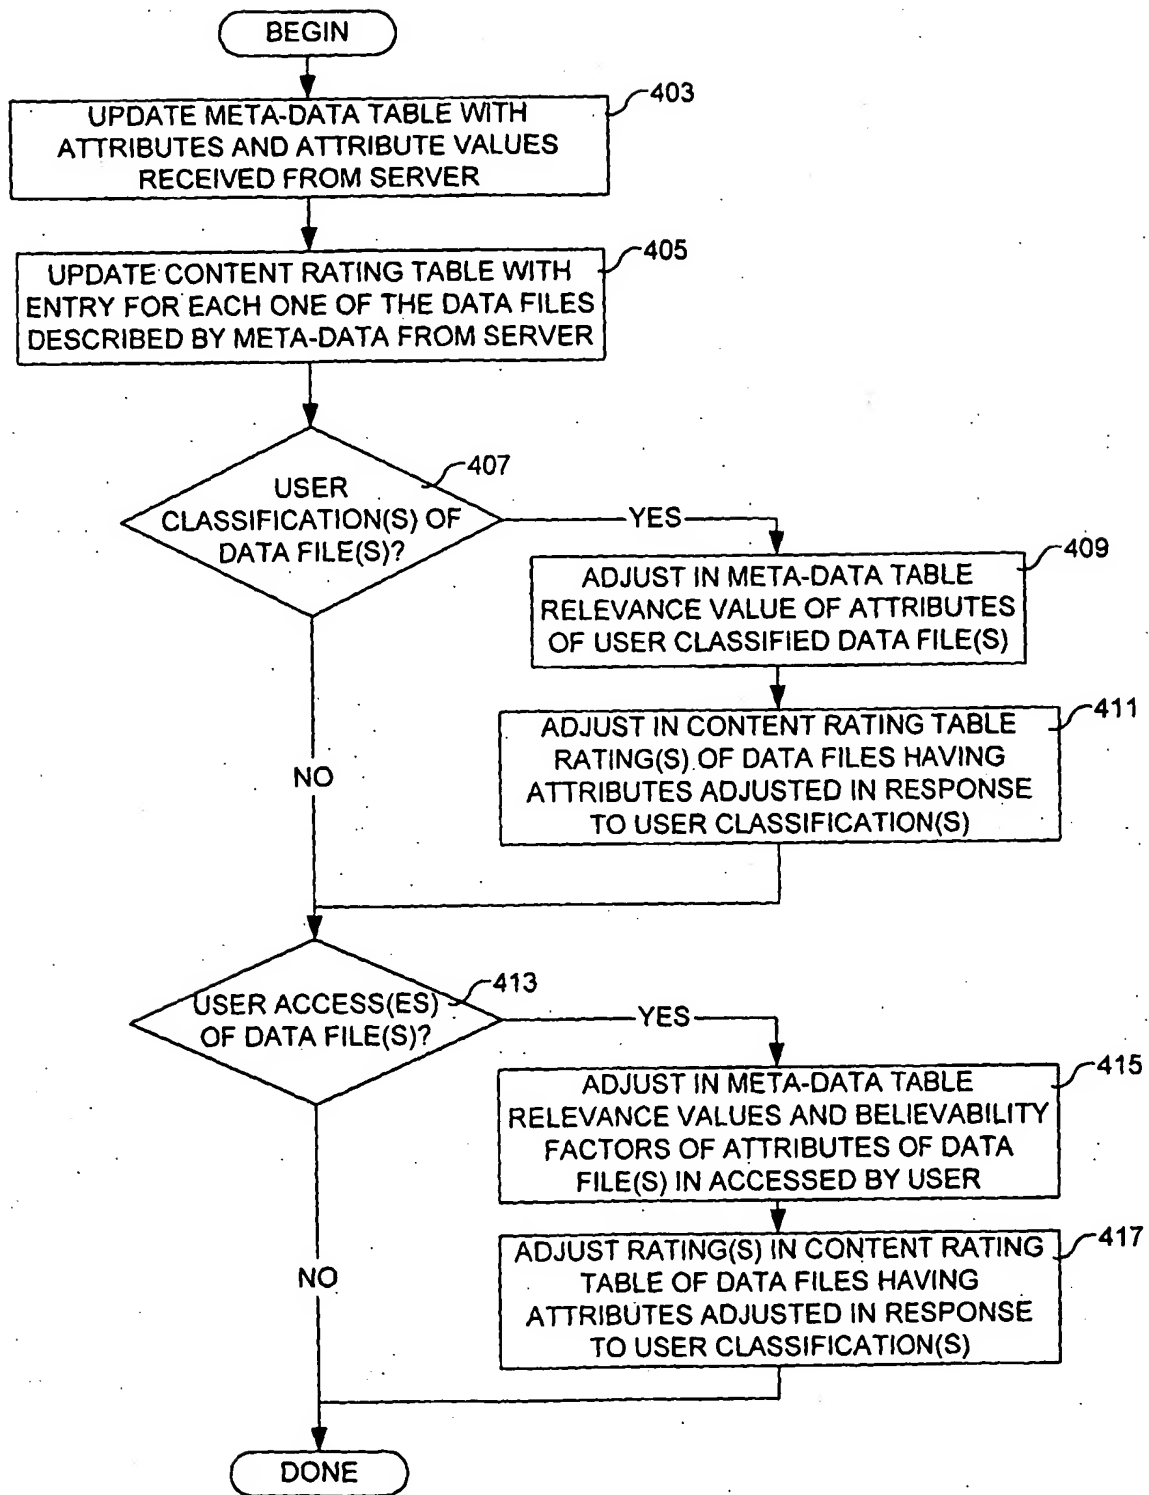 BEGIN
403
UPDATE META-DATA TABLE WITH
ATTRIBUTES AND ATTRIBUTE VALUES
RECEIVED FROM SERVER
405
UPDATE CONTENT RATING TABLE WITH
ENTRY FOR EACH ONE OF THE DATA FILES
DESCRIBED BY META-DATA FROM SERVER
407
USER
CLASSIFICATION(S) OF
DATA FILE(S)?
YES
409
ADJUST IN META-DATA TABLE
RELEVANCE VALUE OF ATTRIBUTES
OF USER CLASSIFIED DATA FILE(S)
411
ADJUST IN CONTENT RATING TABLE
RATING(S) OF DATA FILES HAVING
ATTRIBUTES ADJUSTED IN RESPONSE
TO USER CLASSIFICATION(S)
NO
413
USER ACCESS(ES)
OF DATA FILE(S)?
YES
415
ADJUST IN META-DATA TABLE
RELEVANCE VALUES AND BELIEVABILITY
FACTORS OF ATTRIBUTES OF DATA
FILE(S) IN ACCESSED BY USER
417
ADJUST RATING(S) IN CONTENT RATING
TABLE OF DATA FILES HAVING
ATTRIBUTES ADJUSTED IN RESPONSE
TO USER CLASSIFICATION(S)
NO
DONE